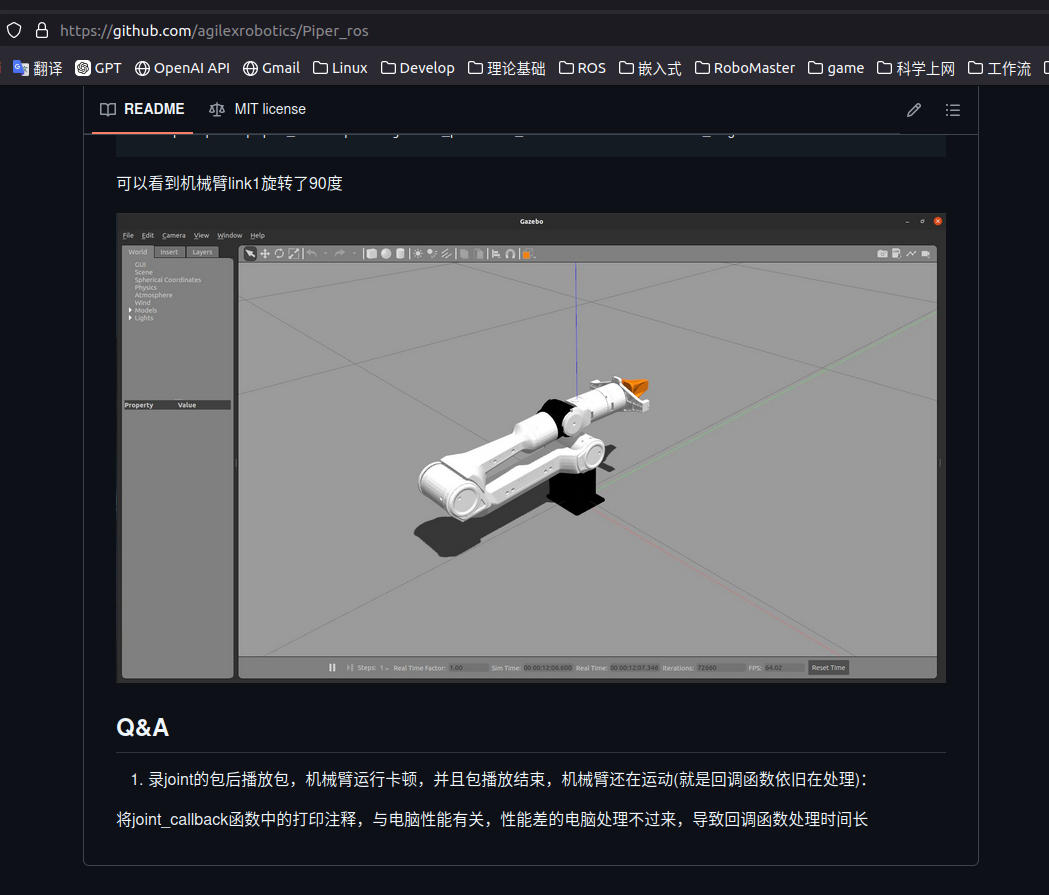 https://github.com/agilexrobotics/Piper_ros
翻译 GPT OpenAI API Gmail Linux Develop 理论基础 ROS 嵌入式 RoboMaster game 科学上网 工作流
README MIT license
可以看到机械臂link1旋转了90度
Gazebo
File Edit Camera View Window Help
World Insert Layers
GUI
Scene
Spherical Coordinates
Physics
Atmosphere
Wind
Models
Lights
Property Value
Steps: 1 Real Time Factor: 1.00 Sim Time: 00 00:12:06.600 Real Time: 00 00:12:07.346 Iterations: 72660 FPS: 64.02 Reset Time
Q&A
1. 录joint的包后播放包，机械臂运行卡顿，并且包播放结束，机械臂还在运动(就是回调函数依旧在处理)：
将joint_callback函数中的打印注释，与电脑性能有关，性能差的电脑处理不过来，导致回调函数处理时间长